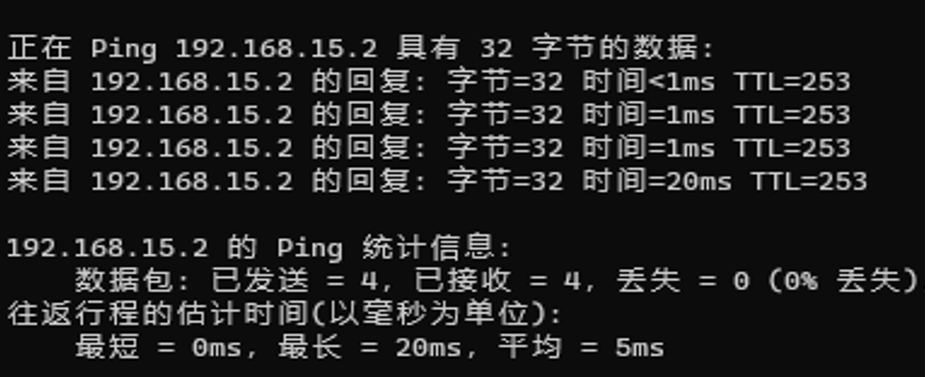 正在 Ping 192.168.15.2 具有 32 字节的数据:
来自 192.168.15.2 的回复: 字节=32 时间<1ms TTL=253
来自 192.168.15.2 的回复: 字节=32 时间=1ms TTL=253
来自 192.168.15.2 的回复: 字节=32 时间=1ms TTL=253
来自 192.168.15.2 的回复: 字节=32 时间=20ms TTL=253
192.168.15.2 的 Ping 统计信息:
数据包: 已发送 = 4, 已接收 = 4, 丢失 = 0 (0% 丢失)
往返行程的估计时间(以毫秒为单位):
最短 = 0ms, 最长 = 20ms, 平均 = 5ms